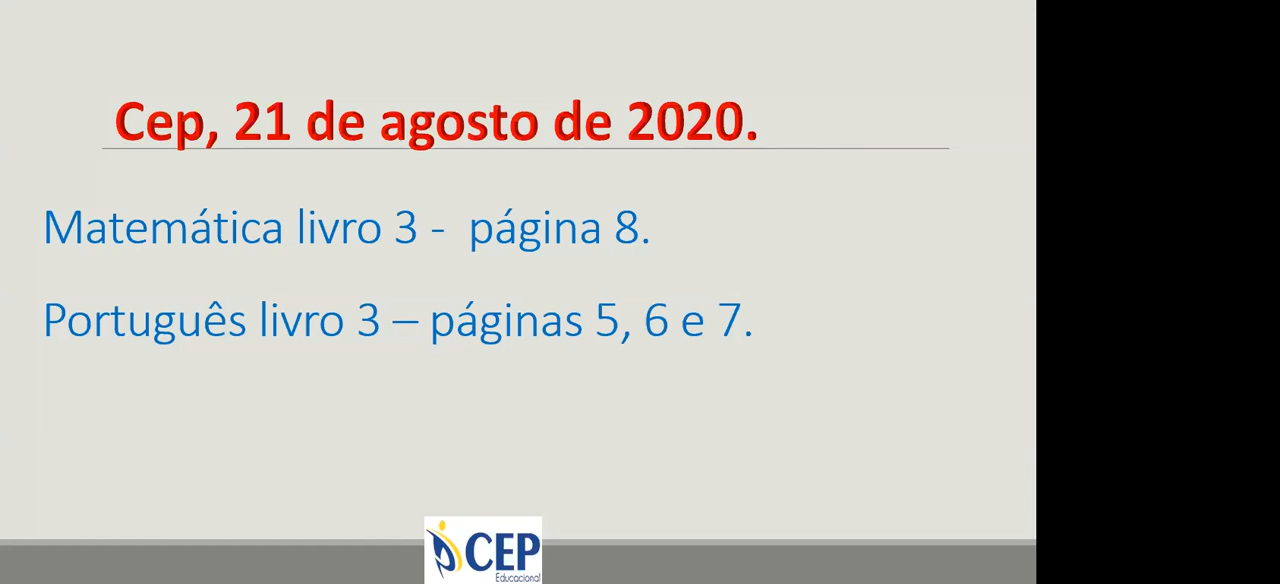 Cep, 21 de agosto de 2020.
Matemática livro 3 - página 8.
Português livro 3 – páginas 5, 6 e 7.
CEP
Educacional